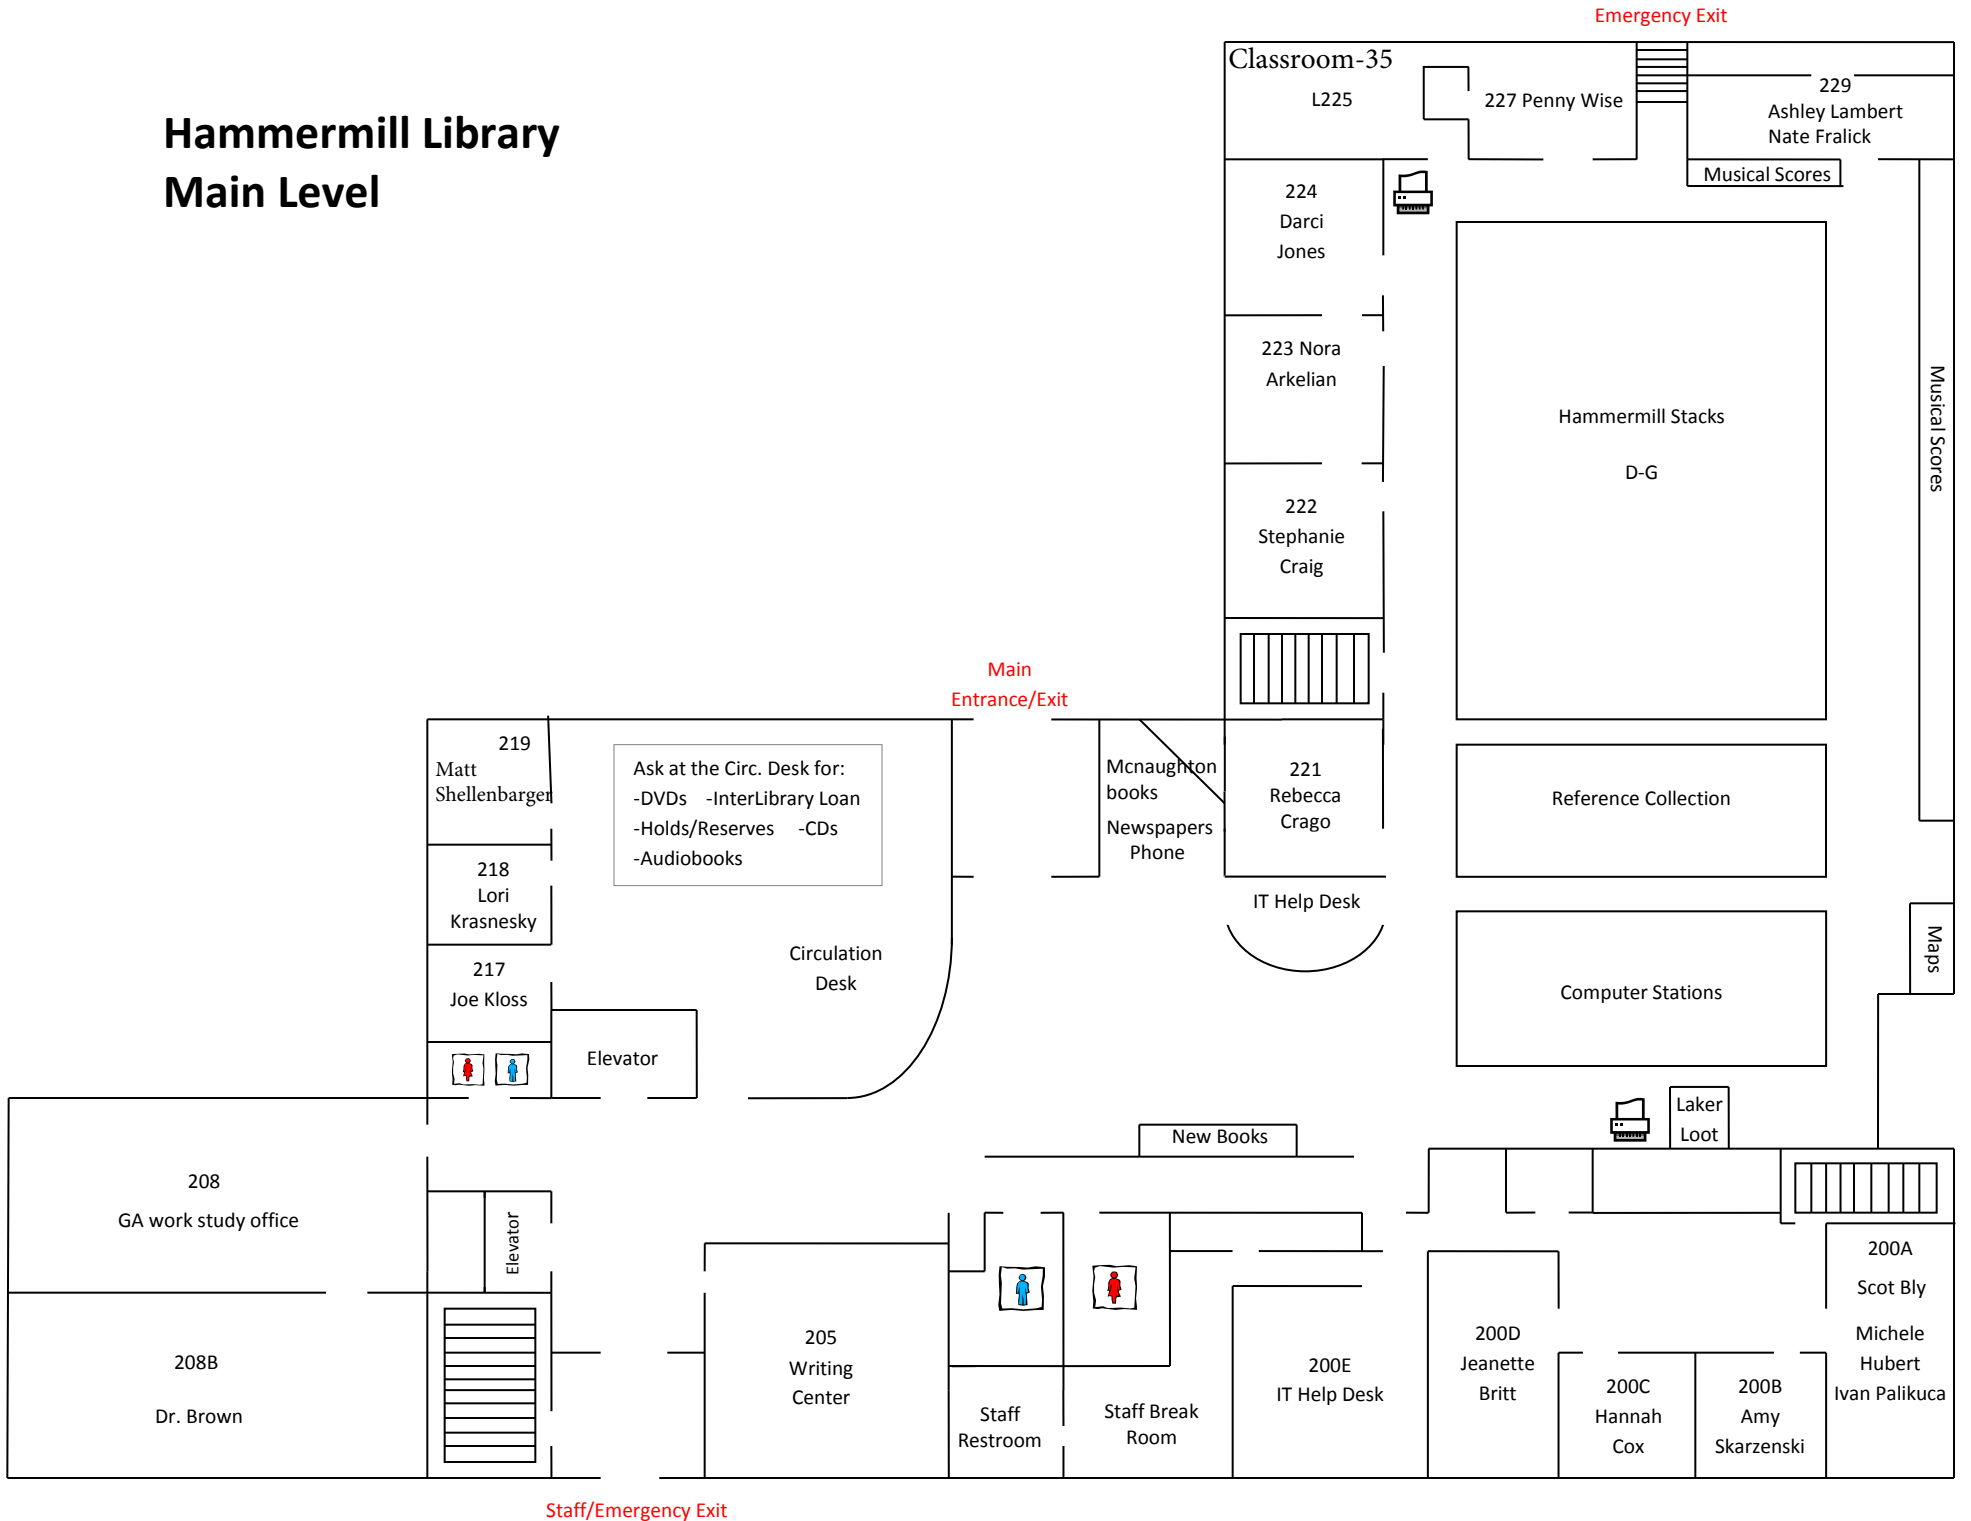 Emergency Exit
Hammermill Library
Main Level
Classroom-35
L225
227 Penny Wise
229
Ashley Lambert
Nate Fralick
Musical Scores
224
Darci
Jones
223 Nora
Arkelian
Hammermill Stacks
D-G
Musical Scores
222
Stephanie
Craig
Main
Entrance/Exit
219
Matt
Shellenbarger
Ask at the Circ. Desk for:
-DVDs -InterLibrary Loan
-Holds/Reserves -CDs
-Audiobooks
Mcnaughton
books
Newspapers
Phone
221
Rebecca
Crago
Reference Collection
218
Lori
Krasnesky
IT Help Desk
Circulation
Desk
Maps
217
Joe Kloss
Computer Stations
Elevator
Laker
Loot
New Books
208
GA work study office
Elevator
200A
Scot Bly
Michele
Hubert
Ivan Palikuca
205
Writing
Center
200D
Jeanette
Britt
208B
Dr. Brown
200E
IT Help Desk
200C
Hannah
Cox
200B
Amy
Skarzenski
Staff
Restroom
Staff Break
Room
Staff/Emergency Exit